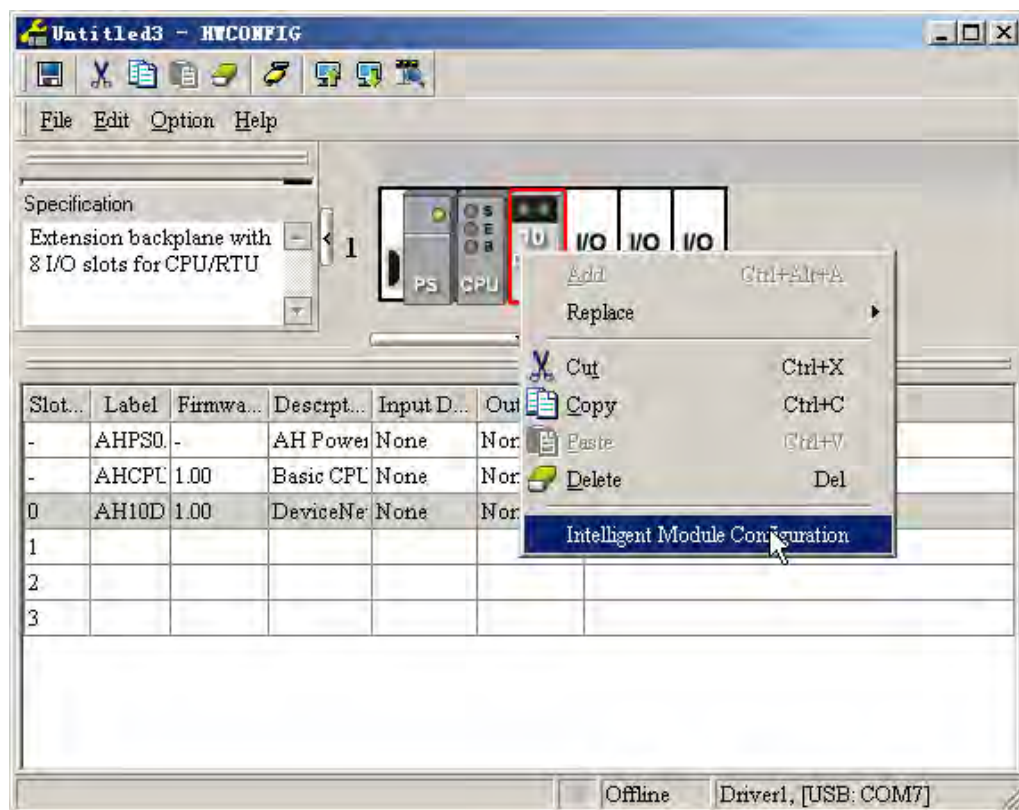 Untitled3 - HWCONFIG
File Edit Option Help
Specification
Extension backplane with
8 I/O slots for CPU/RTU
1
PS CPU I/O I/O I/O
S
E
B
Add Ctrl+Alt+A
Replace
Cut Ctrl+X
Copy Ctrl+C
Paste Ctrl+V
Delete Del
Intelligent Module Configuration
Slot... Label Firmwa... Descrpt... Input D... Out
- AHPS0. - AH Power None Nor
- AHCPU 1.00 Basic CPU None Nor
0 AH10D 1.00 DeviceNe None Nor
1
2
3
Offline Driver1, [USB: COM7]